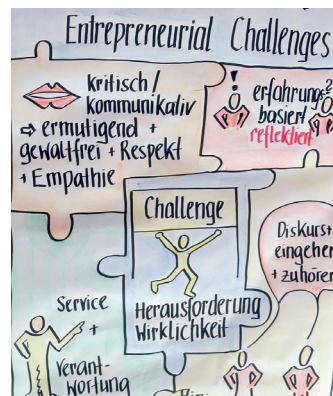 Entrepreneurial Challenges
kritisch /
kommunikativ
⇨ ermutigend +
gewaltfrei + Respekt
+ Empathie
!
?
erfahrungs
basiert
reflektiert
Challenge
Herausforderung
Wirklichkeit
Diskurs+
eingehen
+ zuhören
Service
+
Verant-
wortung